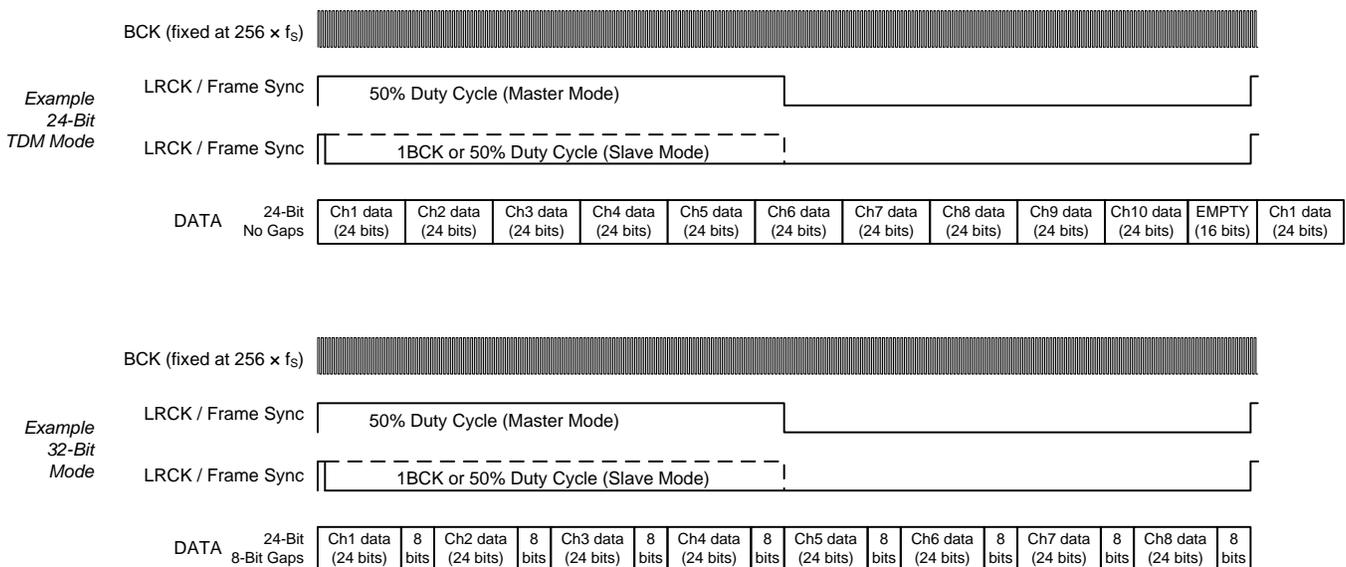 BCK (fixed at 256 × fS)
Example
24-Bit
TDM Mode
LRCK / Frame Sync
50% Duty Cycle (Master Mode)
LRCK / Frame Sync
1BCK or 50% Duty Cycle (Slave Mode)
DATA
24-Bit
No Gaps
Ch1 data
(24 bits)
Ch2 data
(24 bits)
Ch3 data
(24 bits)
Ch4 data
(24 bits)
Ch5 data
(24 bits)
Ch6 data
(24 bits)
Ch7 data
(24 bits)
Ch8 data
(24 bits)
Ch9 data
(24 bits)
Ch10 data
(24 bits)
EMPTY
(16 bits)
Ch1 data
(24 bits)
BCK (fixed at 256 × fS)
Example
32-Bit
Mode
LRCK / Frame Sync
50% Duty Cycle (Master Mode)
LRCK / Frame Sync
1BCK or 50% Duty Cycle (Slave Mode)
DATA
24-Bit
8-Bit Gaps
Ch1 data
(24 bits)
8
bits
Ch2 data
(24 bits)
8
bits
Ch3 data
(24 bits)
8
bits
Ch4 data
(24 bits)
8
bits
Ch5 data
(24 bits)
8
bits
Ch6 data
(24 bits)
8
bits
Ch7 data
(24 bits)
8
bits
Ch8 data
(24 bits)
8
bits